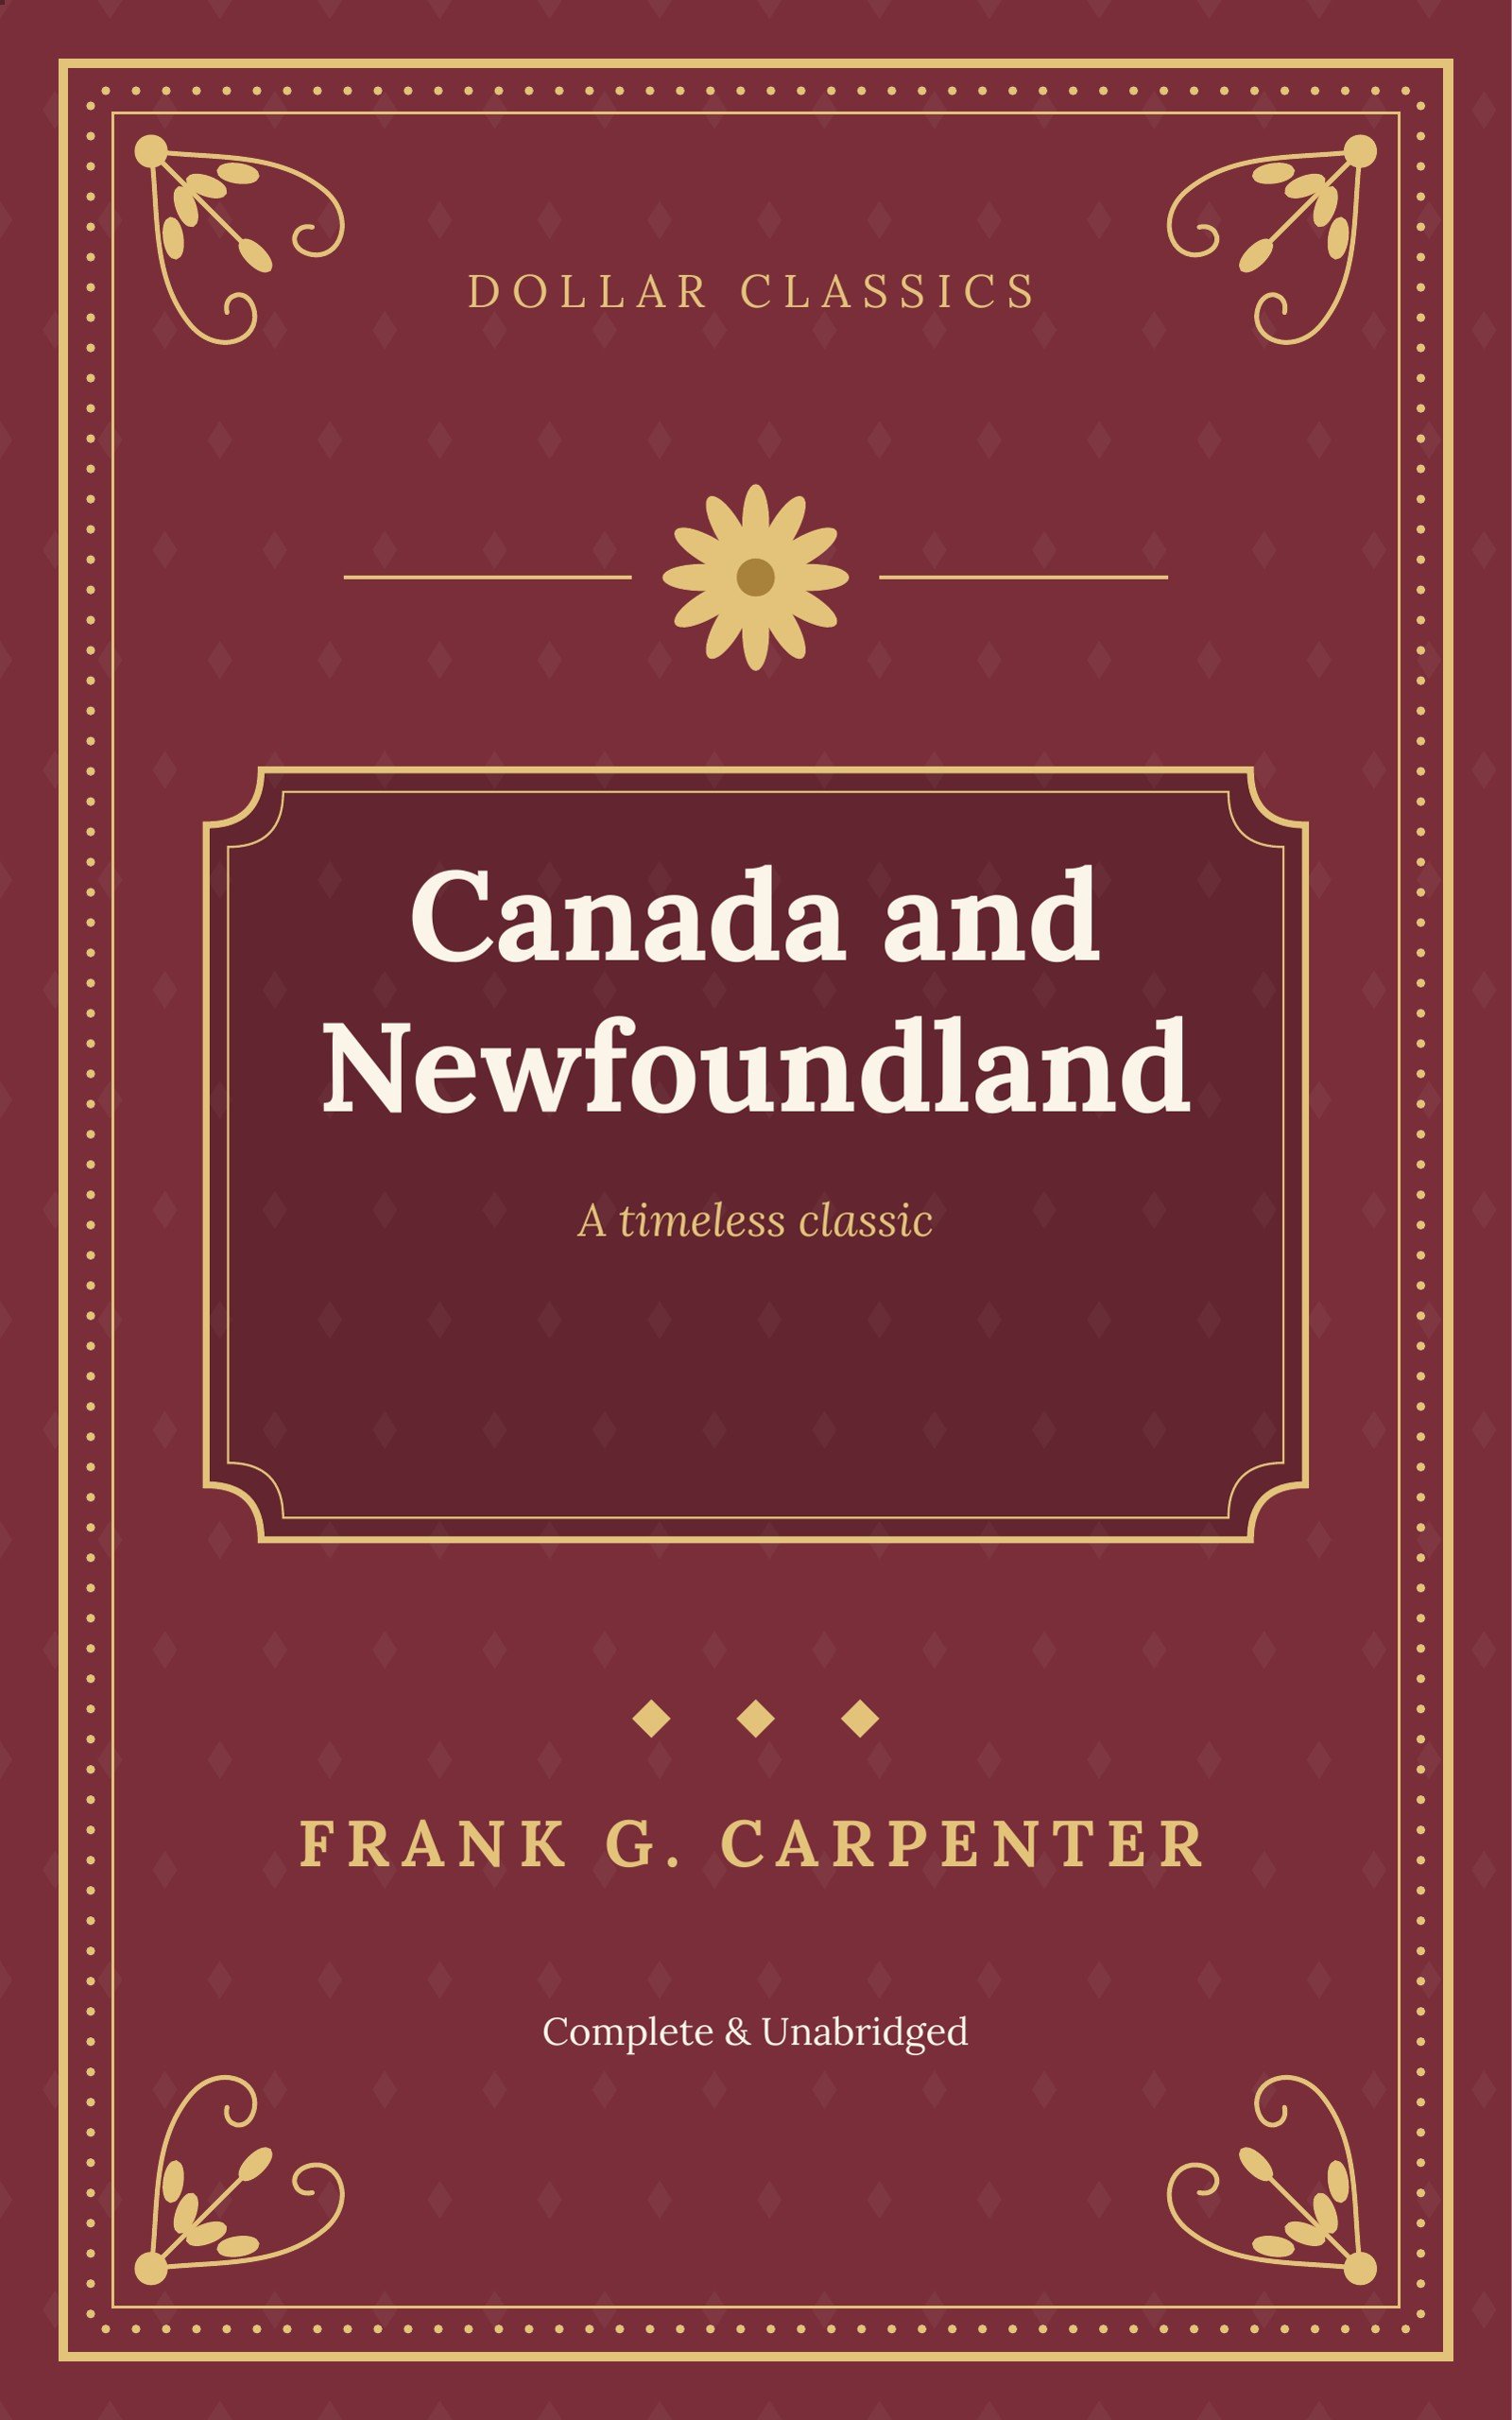 DOLLAR CLASSICS
Canada and
Newfoundland
A timeless classic
FRANK G. CARPENTER
Complete & Unabridged